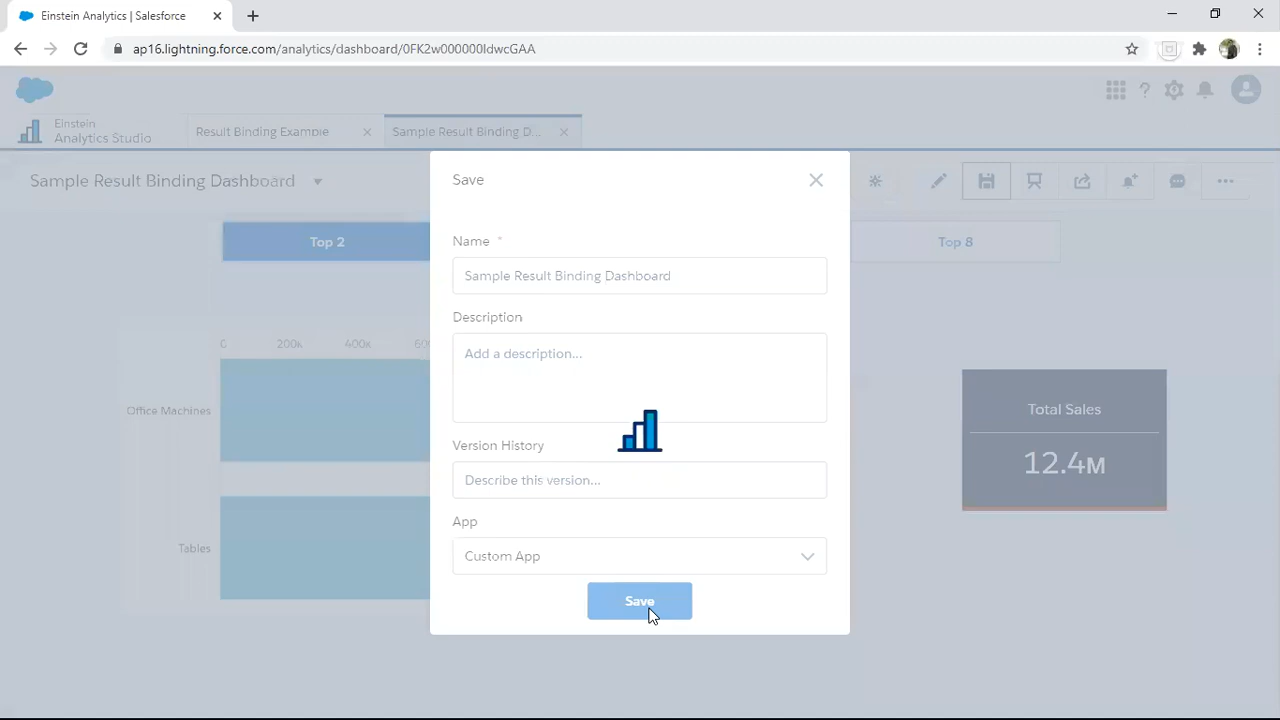 Einstein Analytics | Salesforce
ap16.lightning.force.com/analytics/dashboard/0FK2w000000IdwcGAA
Einstein
Analytics Studio
Result Binding Example
Sample Result Binding D...
Sample Result Binding Dashboard
Save
Top 2
Top 8
Name *
Sample Result Binding Dashboard
Description
Add a description...
0 200K 400K 60
Office Machines
Total Sales
12.4M
Version History
Describe this version...
App
Custom App
Tables
Save